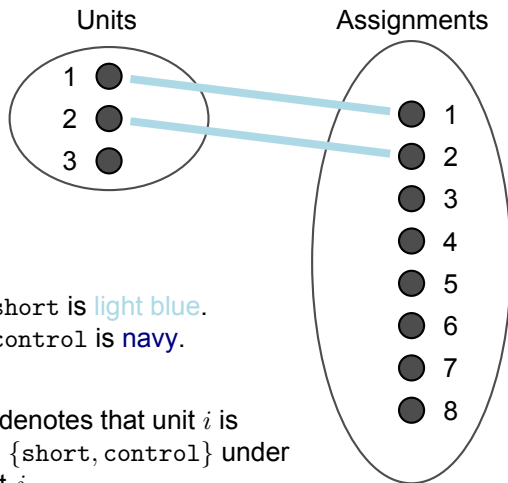 Units Assignments
1
2
3
1
2
3
4
5
6
7
8
short is light blue.
control is navy.
denotes that unit i is
{short, control} under
t i